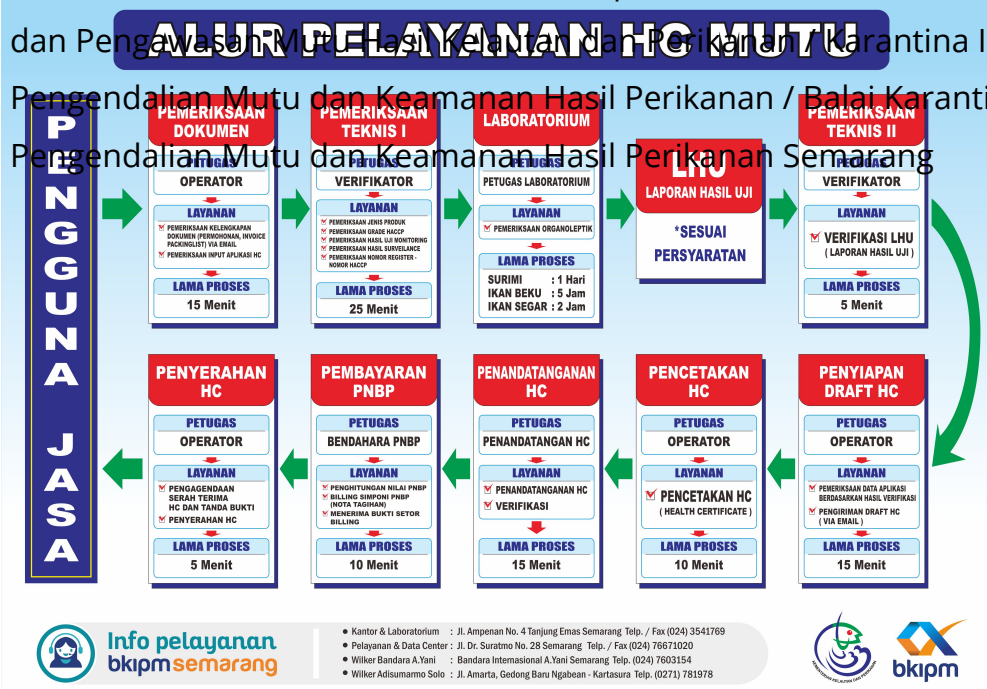 dan Pengawasan Mutu Hasil Kelautan dan Perikanan / Karantina I
ALUR PELAYANAN HC MUTU
Pengendalian Mutu dan Keamanan Hasil Perikanan / Balai Karanti
Pengendalian Mutu dan Keamanan Hasil Perikanan Semarang
PENGGUNA JASA
PEMERIKSAAN
DOKUMEN
PETUGAS
OPERATOR
LAYANAN
PEMERIKSAAN KELENGKAPAN
DOKUMEN (PERMOHONAN, INVOICE
PACKINGLIST) VIA EMAIL
PEMERIKSAAN INPUT APLIKASI HC
LAMA PROSES
15 Menit
PEMERIKSAAN
TEKNIS I
PETUGAS
VERIFIKATOR
LAYANAN
PEMERIKSAAN JENIS PRODUK
PEMERIKSAAN GRADE HACCP
PEMERIKSAAN HASIL UJI MONITORING
PEMERIKSAAN HASIL SURVEILANCE
PEMERIKSAAN NOMOR REGISTER -
NOMOR HACCP
LAMA PROSES
25 Menit
LABORATORIUM
PETUGAS
PETUGAS LABORATORIUM
LAYANAN
PEMERIKSAAN ORGANOLEPTIK
LAMA PROSES
SURIMI : 1 Hari
IKAN BEKU : 5 Jam
IKAN SEGAR : 2 Jam
LHU
LAPORAN HASIL UJI
*SESUAI
PERSYARATAN
PEMERIKSAAN
TEKNIS II
PETUGAS
VERIFIKATOR
LAYANAN
VERIFIKASI LHU
( LAPORAN HASIL UJI )
LAMA PROSES
5 Menit
PENYERAHAN
HC
PETUGAS
OPERATOR
LAYANAN
PENGAGENDAAN
SERAH TERIMA
HC DAN TANDA BUKTI
PENYERAHAN HC
LAMA PROSES
5 Menit
PEMBAYARAN
PNBP
PETUGAS
BENDAHARA PNBP
LAYANAN
PENGHITUNGAN NILAI PNBP
BILLING SIMPONI PNBP
(NOTA TAGIHAN)
MENERIMA BUKTI SETOR
BILLING
LAMA PROSES
10 Menit
PENANDATANGANAN
HC
PETUGAS
PENANDATANGAN HC
LAYANAN
PENANDATANGANAN HC
VERIFIKASI
LAMA PROSES
15 Menit
PENCETAKAN
HC
PETUGAS
OPERATOR
LAYANAN
PENCETAKAN HC
( HEALTH CERTIFICATE )
LAMA PROSES
10 Menit
PENYIAPAN
DRAFT HC
PETUGAS
OPERATOR
LAYANAN
PEMERIKSAAN DATA APLIKASI
BERDASARKAN HASIL VERIFIKASI
PENGIRIMAN DRAFT HC
( VIA EMAIL )
LAMA PROSES
15 Menit
Info pelayanan
bkipm semarang
Kantor & Laboratorium : Jl. Ampenan No. 4 Tanjung Emas Semarang Telp. / Fax (024) 3541769
Pelayanan & Data Center : Jl. Dr. Suratmo No. 28 Semarang Telp. / Fax (024) 76671020
Wilker Bandara A.Yani : Bandara Internasional A.Yani Semarang Telp. (024) 7603154
Wilker Adisumarmo Solo : Jl. Amarta, Gedong Baru Ngabean - Kartasura Telp. (0271) 781978
KEMENTERIAN KELAUTAN DAN PERIKANAN
bkipm